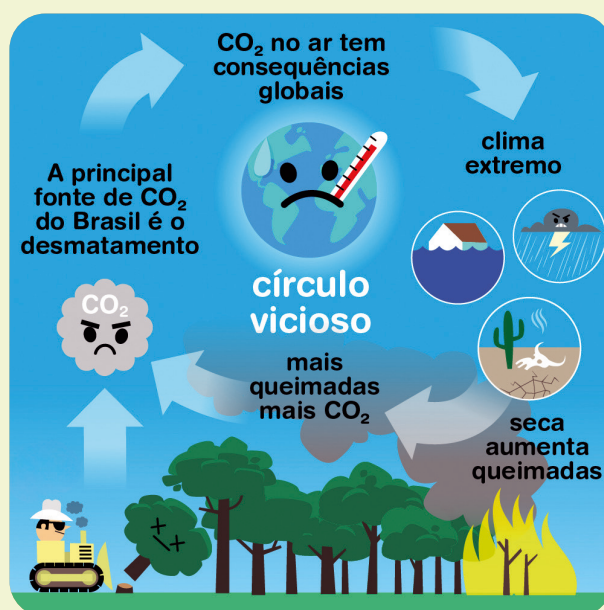 CO₂ no ar tem
consequências
globais
clima
extremo
A principal
fonte de CO₂
do Brasil é o
desmatamento
círculo
vicioso
CO₂
mais
queimadas
mais CO₂
seca
aumenta
queimadas